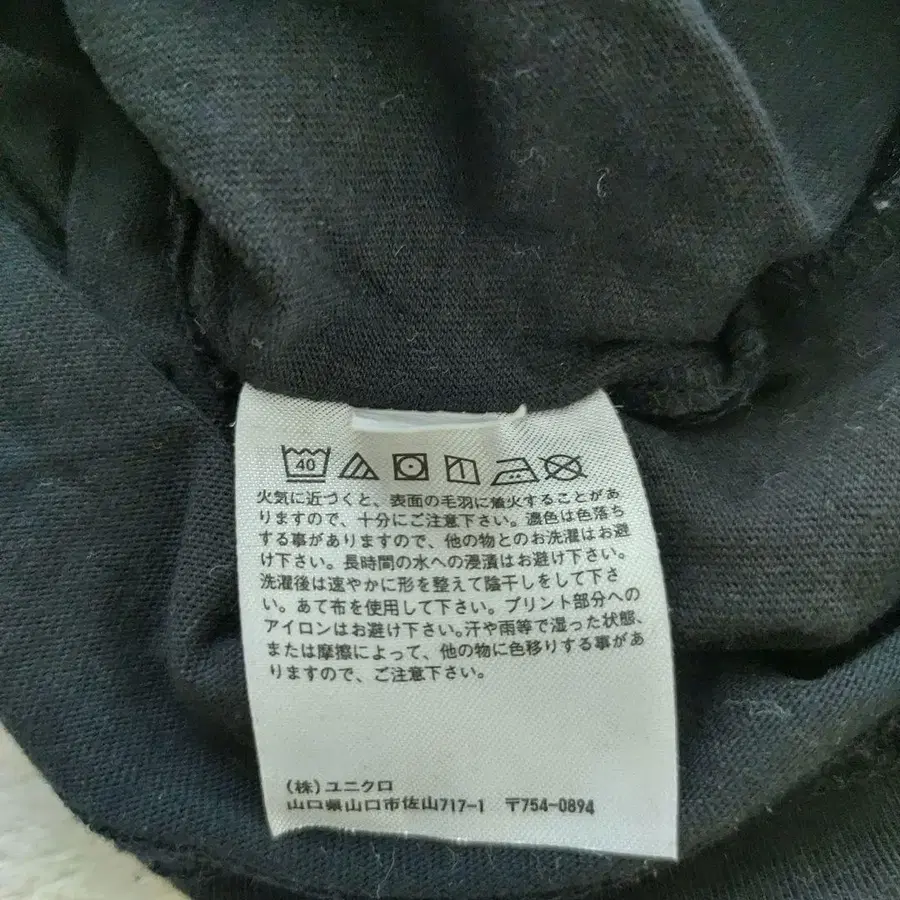 40
火気に近づくと、表面の毛羽に着火することがあ
りますので、十分にご注意下さい。濃色は色落ち
する事がありますので、他の物とのお洗濯はお避
け下さい。長時間の水への浸漬はお避け下さい。
洗濯後は速やかに形を整えて陰干しをして下さ
い。あて布を使用して下さい。プリント部分への
アイロンはお避け下さい。汗や雨等で湿った状態、
または摩擦によって、他の物に色移りする事があ
りますので、ご注意下さい。
(株)ユニクロ
山口県山口市佐山717-1 〒754-0894